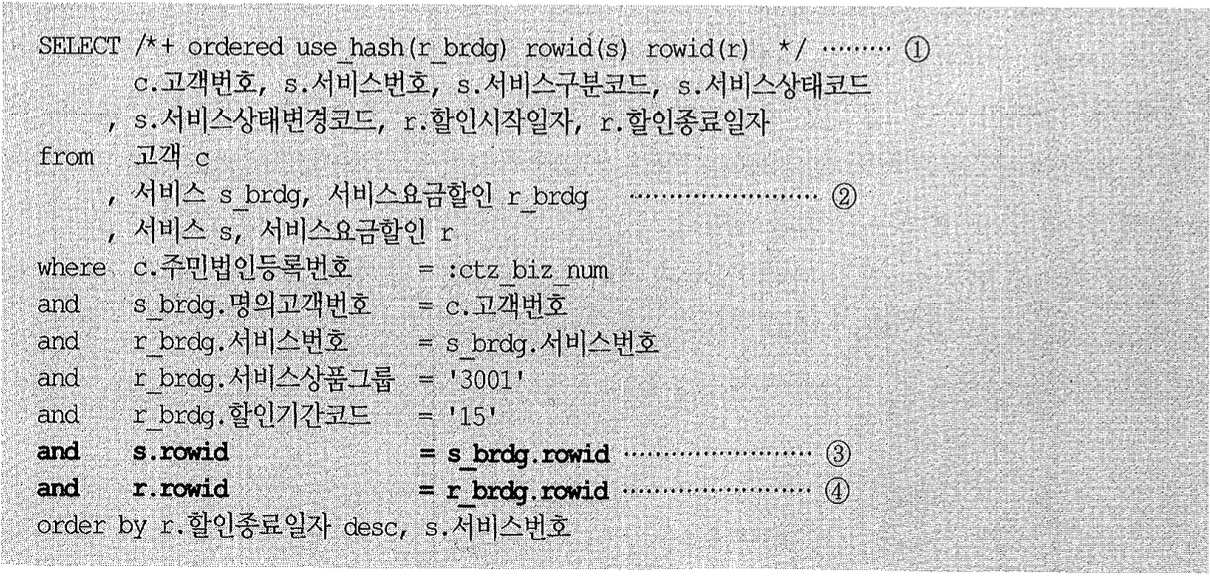 SELECT /*+ ordered use_hash(r_brdg) rowid(s) rowid(r) */ ········· ①
c.고객번호, s.서비스번호, s.서비스구분코드, s.서비스상태코드
, s.서비스상태변경코드, r.할인시작일자, r.할인종료일자
from 고객 c
, 서비스 s_brdg, 서비스요금할인 r_brdg ························ ②
, 서비스 s, 서비스요금할인 r
where c.주민법인등록번호 = :ctz_biz_num
and s_brdg.명의고객번호 = c.고객번호
and r_brdg.서비스번호 = s_brdg.서비스번호
and r_brdg.서비스상품그룹 = '3001'
and r_brdg.할인기간코드 = '15'
and s.rowid = s_brdg.rowid ························ ③
and r.rowid = r_brdg.rowid ························ ④
order by r.할인종료일자 desc, s.서비스번호